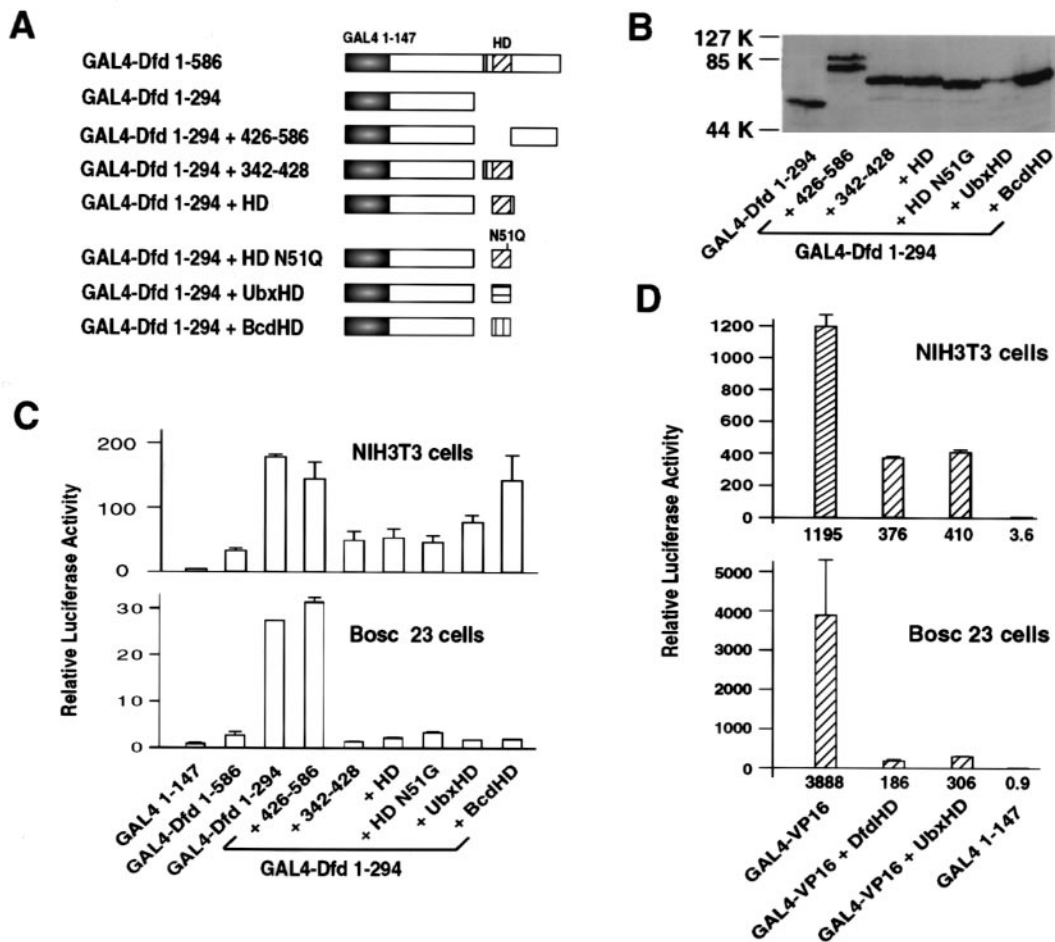 A
GAL4 1-147
HD
GAL4-Dfd 1-586
GAL4-Dfd 1-294
GAL4-Dfd 1-294 + 426-586
GAL4-Dfd 1-294 + 342-428
GAL4-Dfd 1-294 + HD
N51Q
GAL4-Dfd 1-294 + HD N51Q
GAL4-Dfd 1-294 + UbxHD
GAL4-Dfd 1-294 + BcdHD
B
127 K
85 K
44 K
GAL4-Dfd 1-294
+ 426-586
+ 342-428
+ HD
+ HD N51G
+ UbxHD
+ BcdHD
GAL4-Dfd 1-294
C
Relative Luciferase Activity
200
100
0
NIH3T3 cells
30
20
10
0
Bosc 23 cells
GAL4 1-147
GAL4-Dfd 1-586
GAL4-Dfd 1-294
+ 426-586
+ 342-428
+ HD
+ HD N51G
+ UbxHD
+ BcdHD
GAL4-Dfd 1-294
D
Relative Luciferase Activity
1200
1000
800
600
400
200
0
NIH3T3 cells
1195 376 410 3.6
5000
4000
3000
2000
1000
0
Bosc 23 cells
3888 186 306 0.9
GAL4-VP16
GAL4-VP16 + DfdHD
GAL4-VP16 + UbxHD
GAL4 1-147